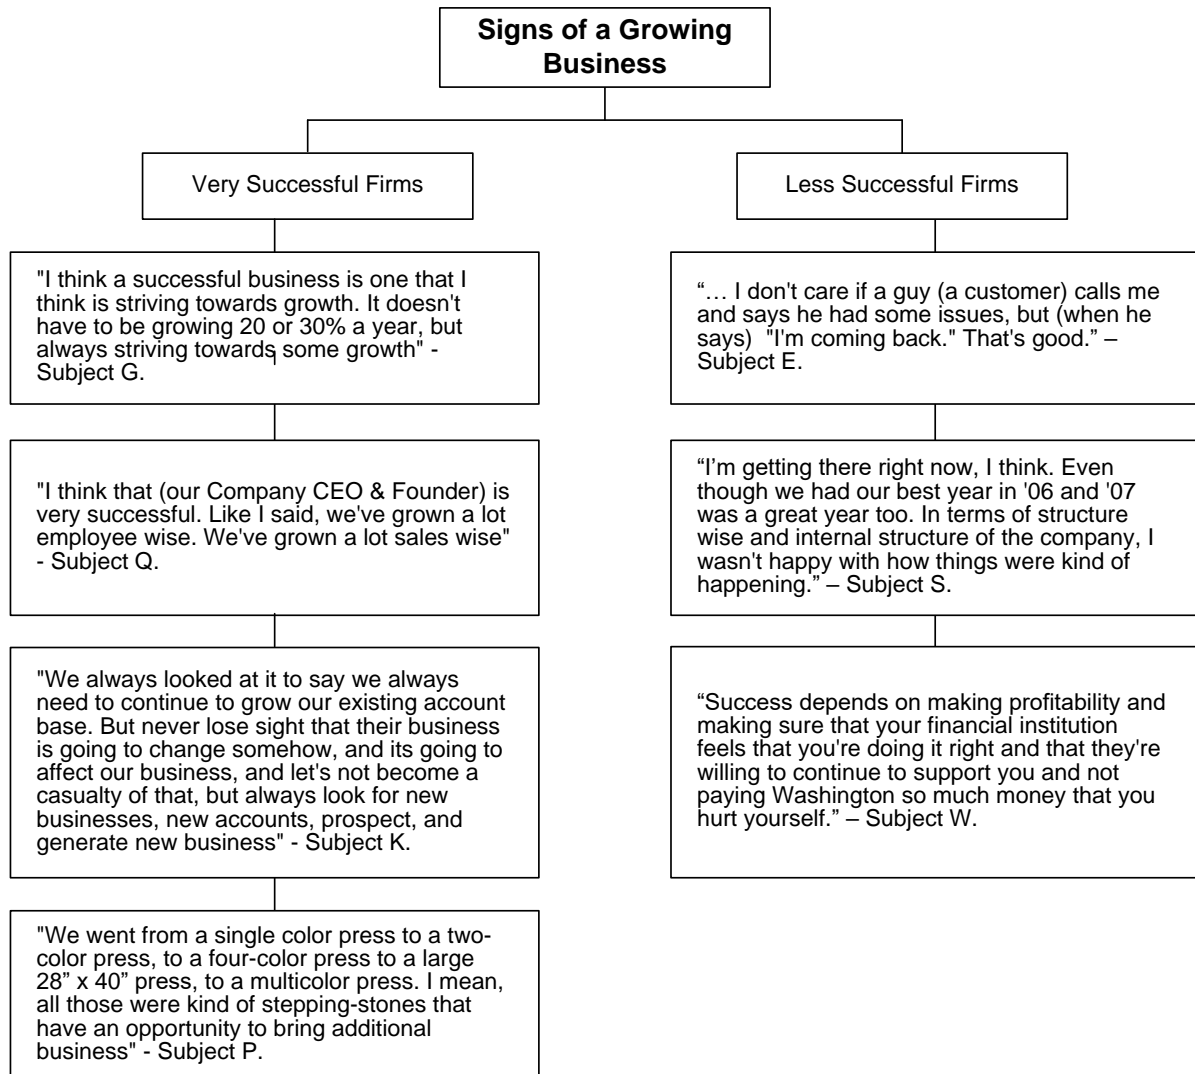 Signs of a Growing
Business
Very Successful Firms
Less Successful Firms
"I think a successful business is one that I
think is striving towards growth. It doesn't
have to be growing 20 or 30% a year, but
always striving towards some growth" -
Subject G.
"I think that (our Company CEO & Founder) is
very successful. Like I said, we've grown a lot
employee wise. We've grown a lot sales wise"
- Subject Q.
"We always looked at it to say we always
need to continue to grow our existing account
base. But never lose sight that their business
is going to change somehow, and its going to
affect our business, and let's not become a
casualty of that, but always look for new
businesses, new accounts, prospect, and
generate new business" - Subject K.
"We went from a single color press to a two-
color press, to a four-color press to a large
28” x 40” press, to a multicolor press. I mean,
all those were kind of stepping-stones that
have an opportunity to bring additional
business" - Subject P.
“… I don't care if a guy (a customer) calls me
and says he had some issues, but (when he
says)  "I'm coming back." That's good.” –
Subject E.
“I’m getting there right now, I think. Even
though we had our best year in '06 and '07
was a great year too. In terms of structure
wise and internal structure of the company, I
wasn't happy with how things were kind of
happening.” – Subject S.
“Success depends on making profitability and
making sure that your financial institution
feels that you're doing it right and that they're
willing to continue to support you and not
paying Washington so much money that you
hurt yourself.” – Subject W.